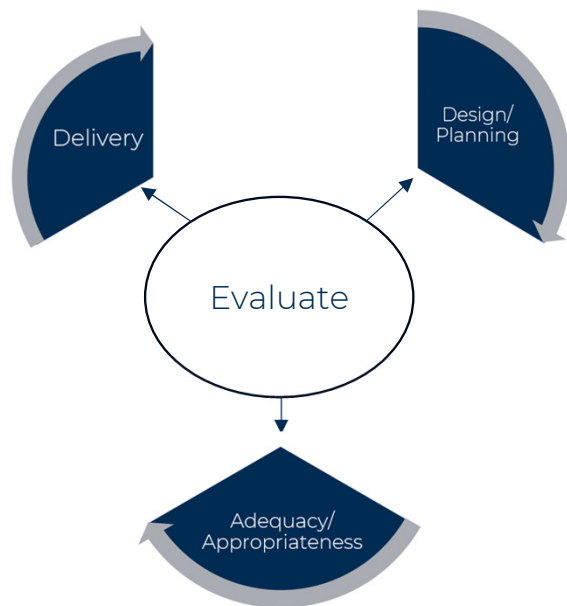 Delivery
Design/
Planning
Evaluate
Adequacy/
Appropriateness